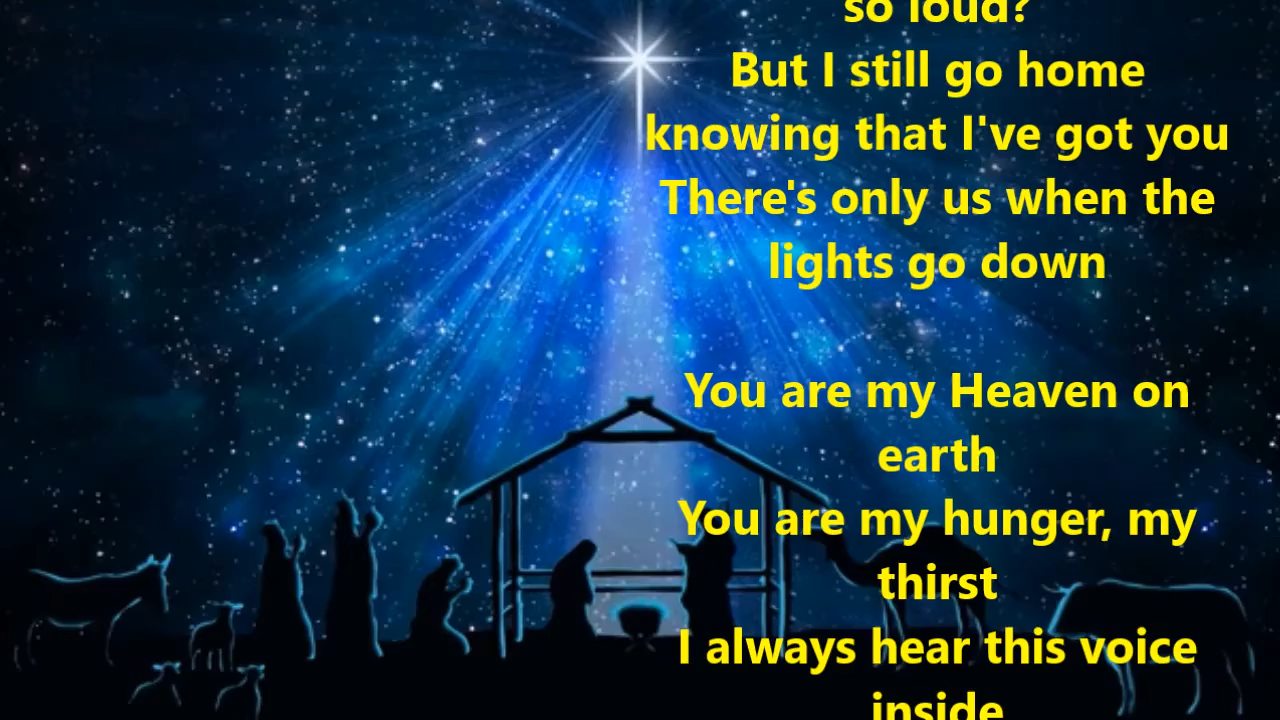 so loud?
But I still go home
knowing that I've got you
There's only us when the
lights go down
You are my Heaven on
earth
You are my hunger, my
thirst
I always hear this voice
inside